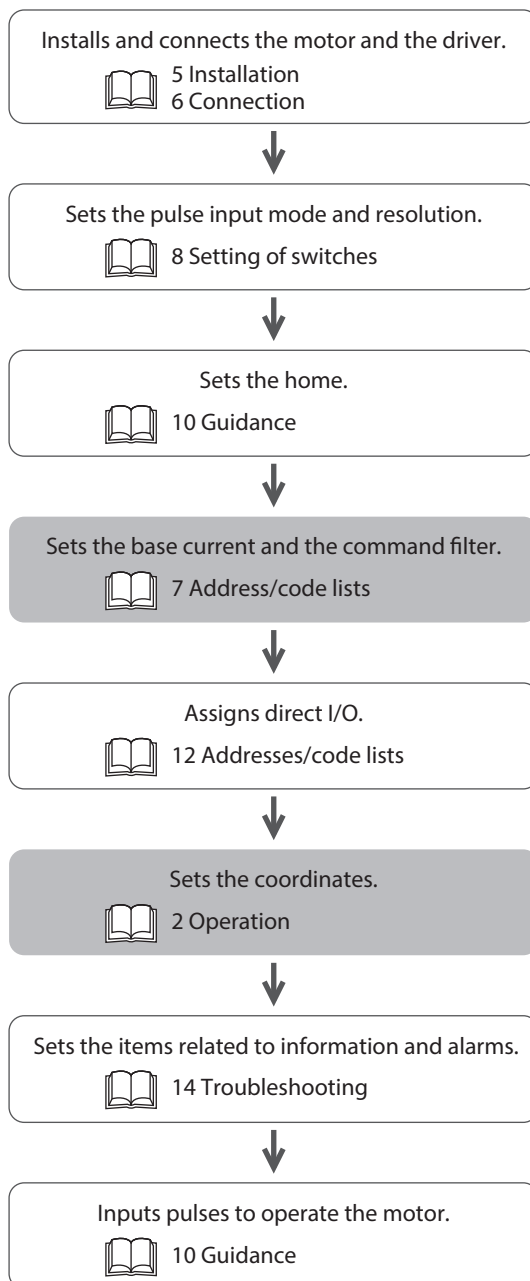 Installs and connects the motor and the driver.
5 Installation
6 Connection
Sets the pulse input mode and resolution.
8 Setting of switches
Sets the home.
10 Guidance
Sets the base current and the command filter.
7 Address/code lists
Assigns direct I/O.
12 Addresses/code lists
Sets the coordinates.
2 Operation
Sets the items related to information and alarms.
14 Troubleshooting
Inputs pulses to operate the motor.
10 Guidance